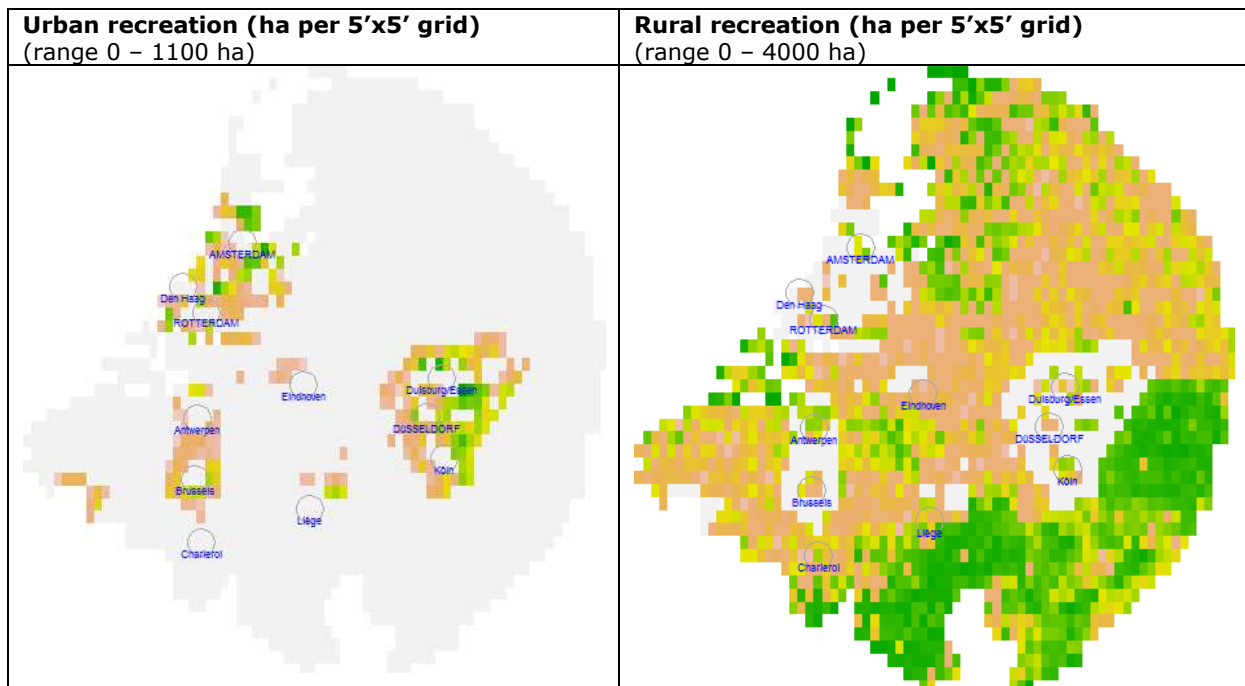 Urban recreation (ha per 5’x5’ grid)
(range 0 – 1100 ha)
Rural recreation (ha per 5’x5’ grid)
(range 0 – 4000 ha)
AMSTERDAM
Den Haag
ROTTERDAM
Eindhoven
Duisburg/Essen
Antwerpen
DüSSELDORF
Köln
Brussels
Liège
Charleroi
AMSTERDAM
Den Haag
ROTTERDAM
Duisburg/Essen
Eindhoven
Antwerpen
DüSSELDORF
Köln
Brussels
Liège
Charleroi